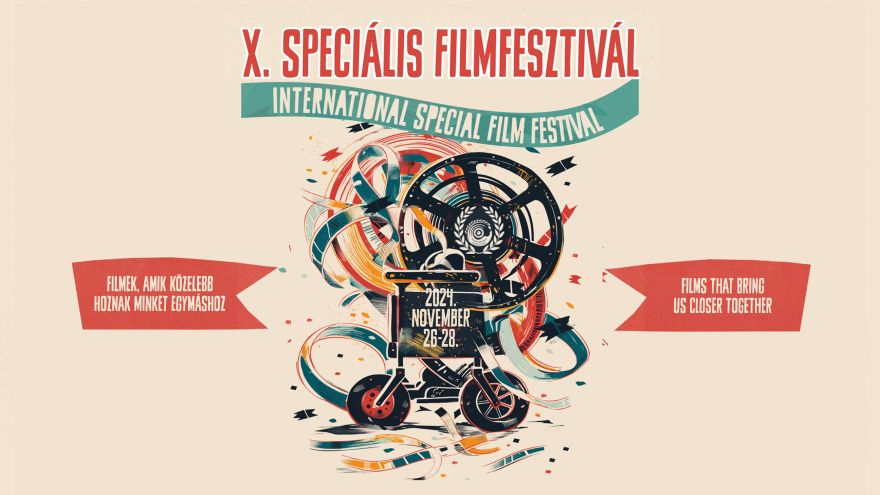 X. SPECIÁLIS FILMFESZTIVÁL
INTERNATIONAL SPECIAL FILM FESTIVAL
FILMEK, AMIK KÖZELEBB
HOZNAK MINKET EGYMÁSHOZ
2024.
NOVEMBER
26-28.
FILMS THAT BRING
US CLOSER TOGETHER